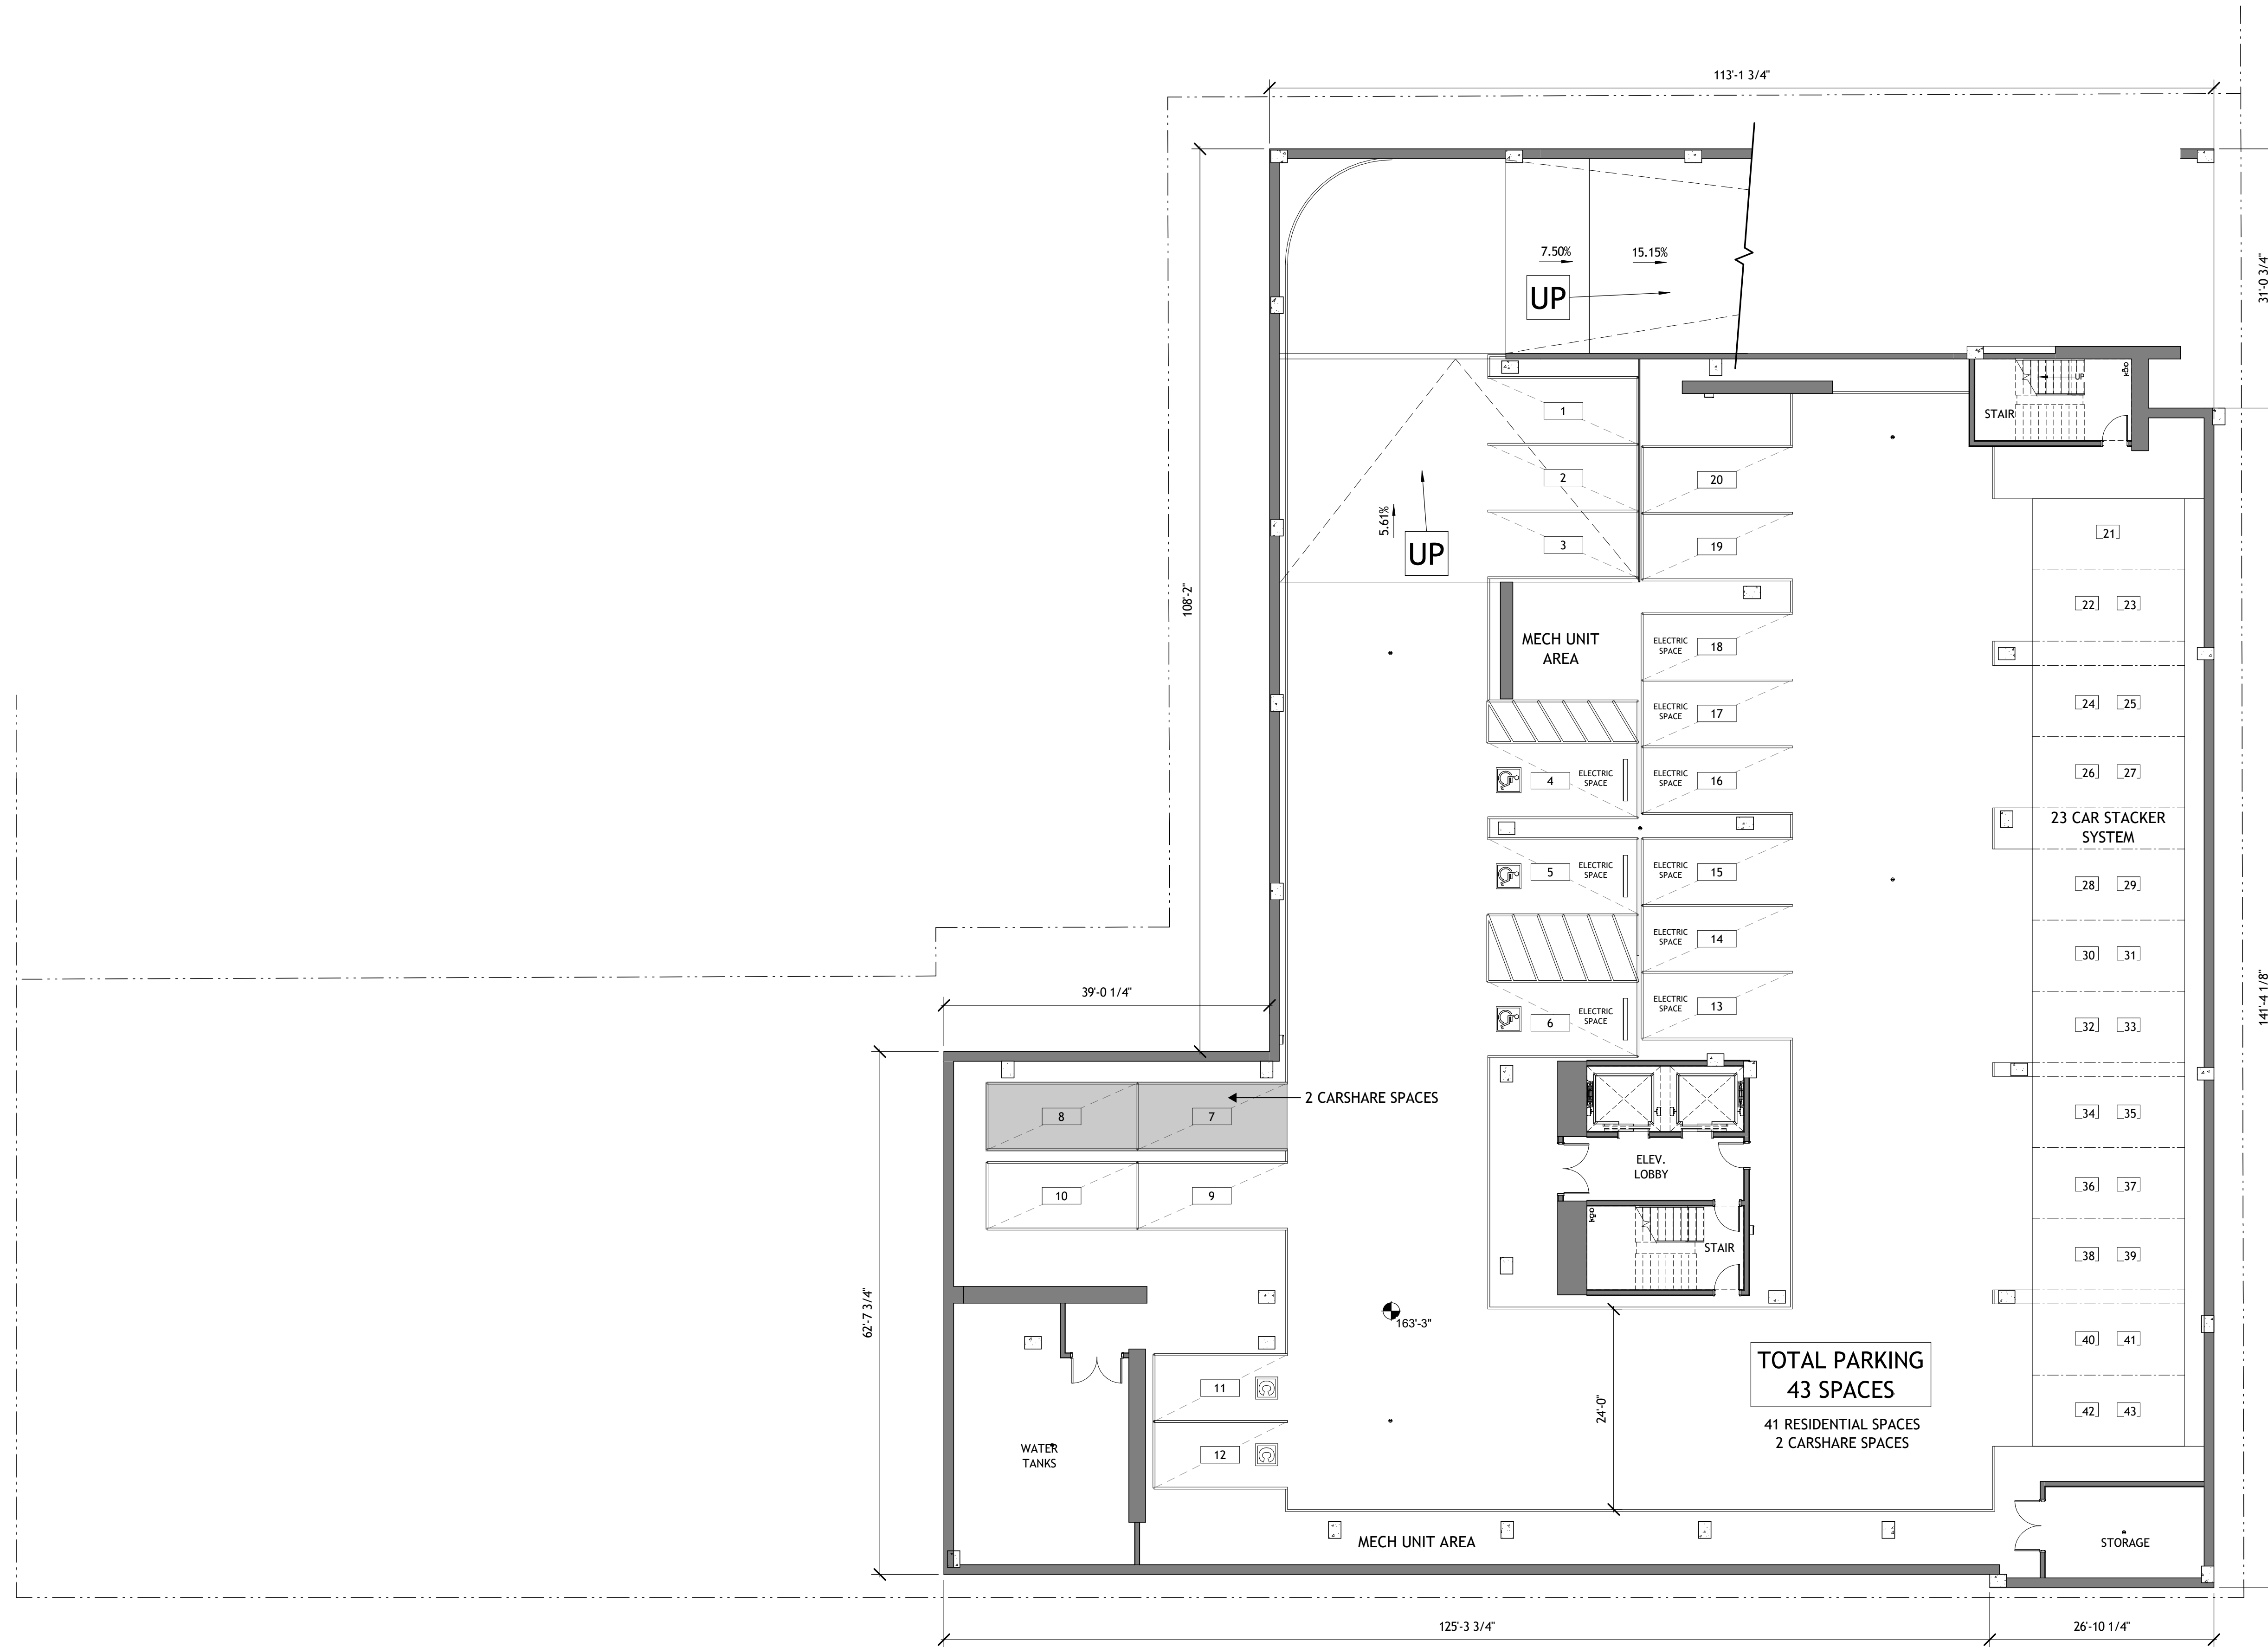 113'-1 3/4"
31'-0 3/4"
7.50%
15.15%
UP
UP
STAIR
1
2
20
3
19
5.61%
UP
21
22 23
108'-2"
MECH UNIT
AREA
ELECTRIC
SPACE
18
ELECTRIC
SPACE
17
24 25
4
ELECTRIC
SPACE
ELECTRIC
SPACE
16
26 27
23 CAR STACKER
SYSTEM
5
ELECTRIC
SPACE
ELECTRIC
SPACE
15
28 29
ELECTRIC
SPACE
14
30 31
39'-0 1/4"
141'-4 1/8"
6
ELECTRIC
SPACE
ELECTRIC
SPACE
13
32 33
2 CARSHARE SPACES
8
7
34 35
ELEV.
LOBBY
10
9
36 37
STAIR
38 39
62'-7 3/4"
163'-3"
40 41
TOTAL PARKING
43 SPACES
41 RESIDENTIAL SPACES
2 CARSHARE SPACES
24'-0"
11
C
42 43
12
C
WATER
TANKS
MECH UNIT AREA
STORAGE
125'-3 3/4"
26'-10 1/4"